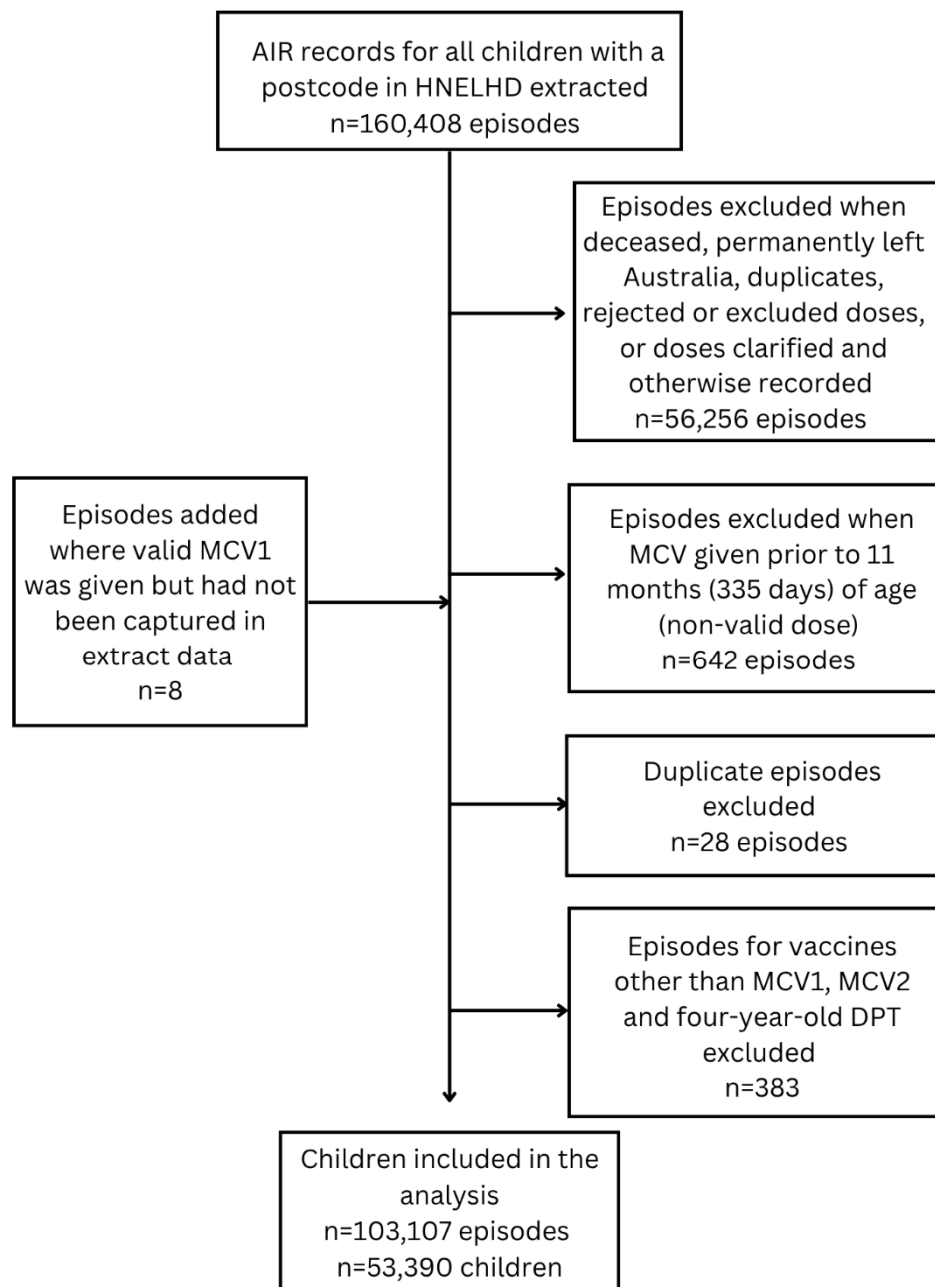 AIR records for all children with a
postcode in HNELHD extracted
n=160,408 episodes
Episodes excluded when
deceased, permanently left
Australia, duplicates,
rejected or excluded doses,
or doses clarified and
otherwise recorded
n=56,256 episodes
Episodes added
where valid MCV1
was given but had not
been captured in
extract data
n=8
Episodes excluded when
MCV given prior to 11
months (335 days) of age
(non-valid dose)
n=642 episodes
Duplicate episodes
excluded
n=28 episodes
Episodes for vaccines
other than MCV1, MCV2
and four-year-old DPT
excluded
n=383
Children included in the
analysis
n=103,107 episodes
n=53,390 children